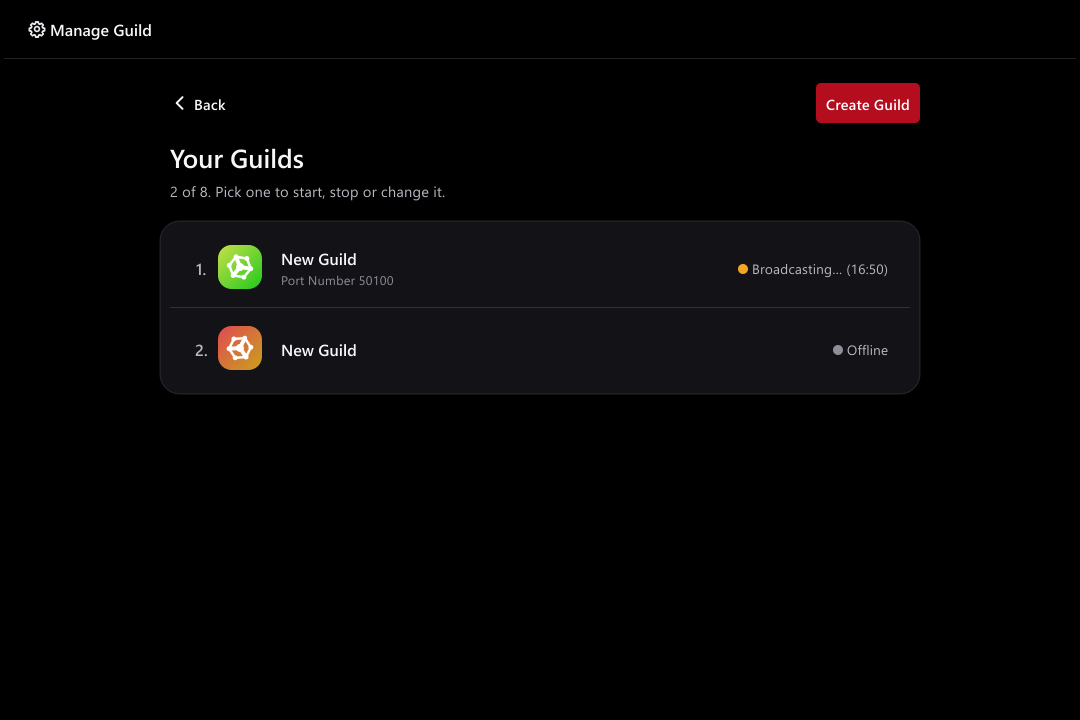 Manage Guild
Back
Create Guild
Your Guilds
2 of 8. Pick one to start, stop or change it.
1.
New Guild
Port Number 50100
Broadcasting... (16:50)
2.
New Guild
Offline